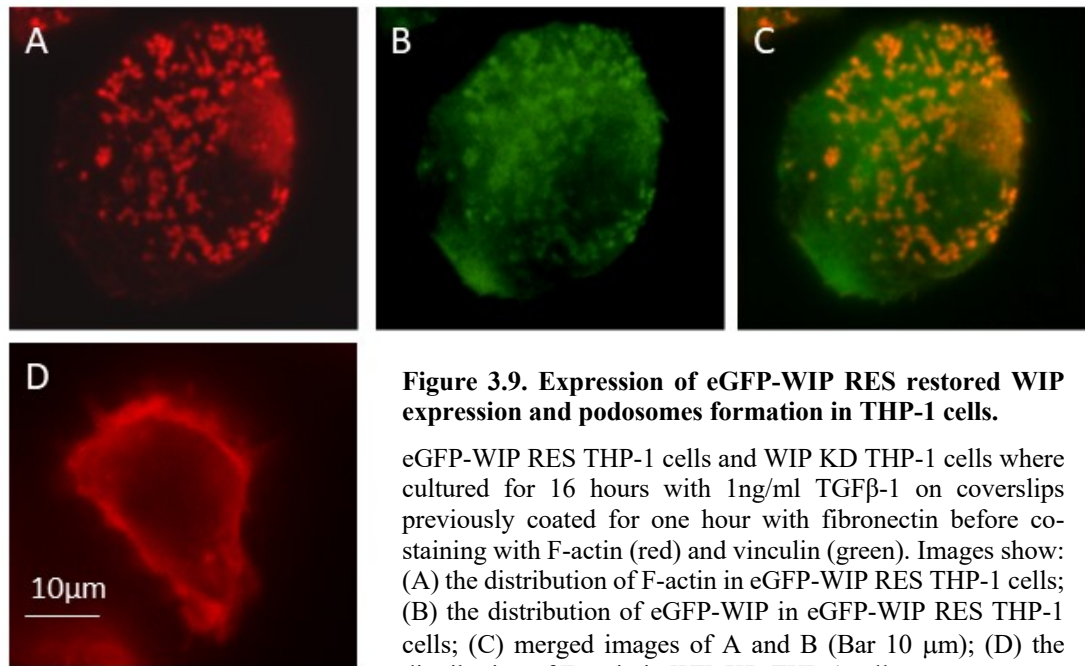 A
B
C
D
10µm
Figure 3.9. Expression of eGFP-WIP RES restored WIP
expression and podosomes formation in THP-1 cells.
eGFP-WIP RES THP-1 cells and WIP KD THP-1 cells where
cultured for 16 hours with 1ng/ml TGFβ-1 on coverslips
previously coated for one hour with fibronectin before co-
staining with F-actin (red) and vinculin (green). Images show:
(A) the distribution of F-actin in eGFP-WIP RES THP-1 cells;
(B) the distribution of eGFP-WIP in eGFP-WIP RES THP-1
cells; (C) merged images of A and B (Bar 10 µm); (D) the